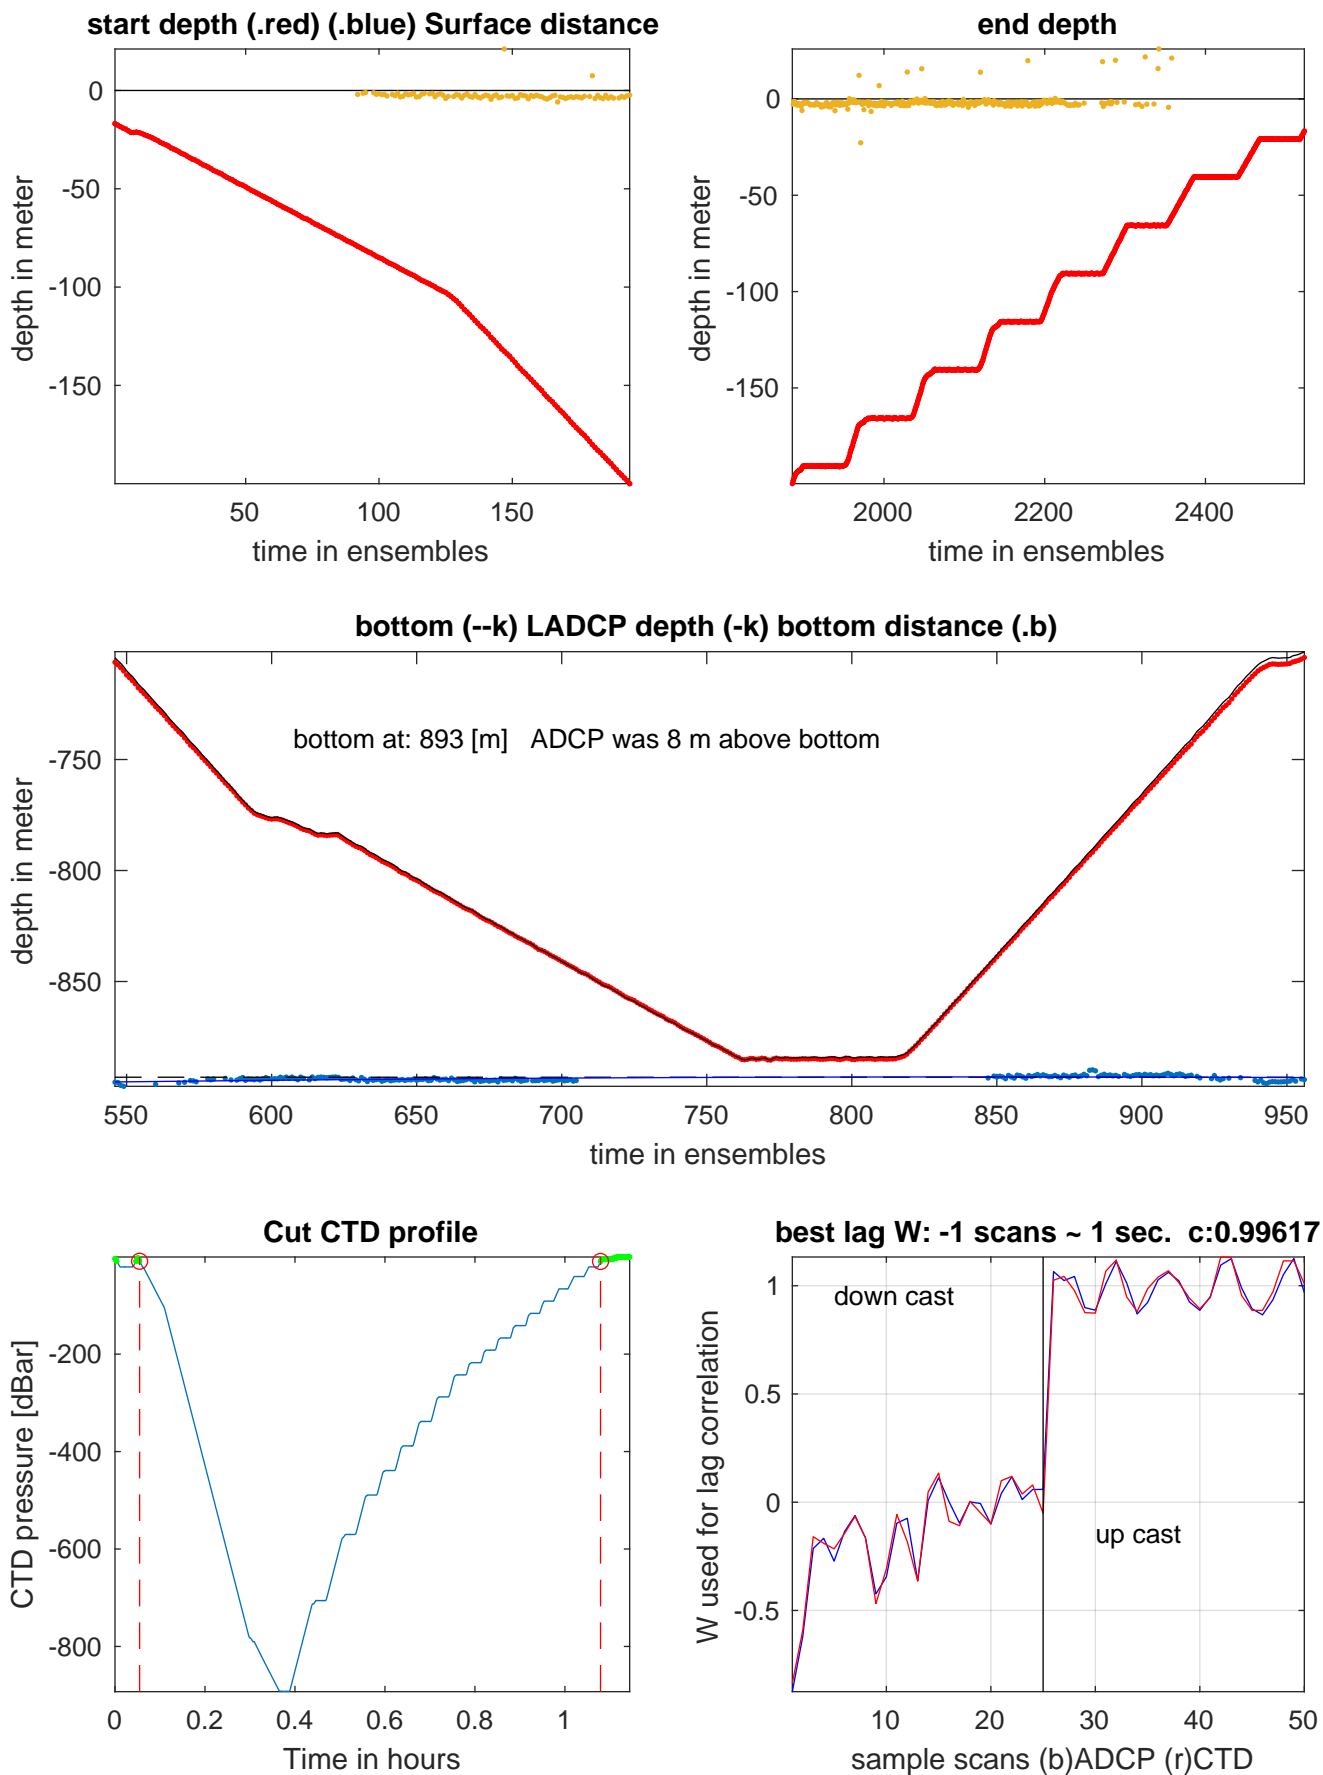 start depth (.red) (.blue) Surface distance
end depth
0
-50
-100
-150
depth in meter
50
100
150
time in ensembles
0
-50
-100
-150
depth in meter
2000
2200
2400
time in ensembles
bottom (--k) LADCP depth (-k) bottom distance (.b)
bottom at: 893 [m]   ADCP was 8 m above bottom
-750
-800
-850
depth in meter
550
600
650
700
750
800
850
900
950
time in ensembles
Cut CTD profile
-200
-400
-600
-800
CTD pressure [dBar]
0
0.2
0.4
0.6
0.8
1
Time in hours
best lag W: -1 scans ~ 1 sec.  c:0.99617
down cast
up cast
1
0.5
0
-0.5
W used for lag correlation
10
20
30
40
50
sample scans (b)ADCP (r)CTD